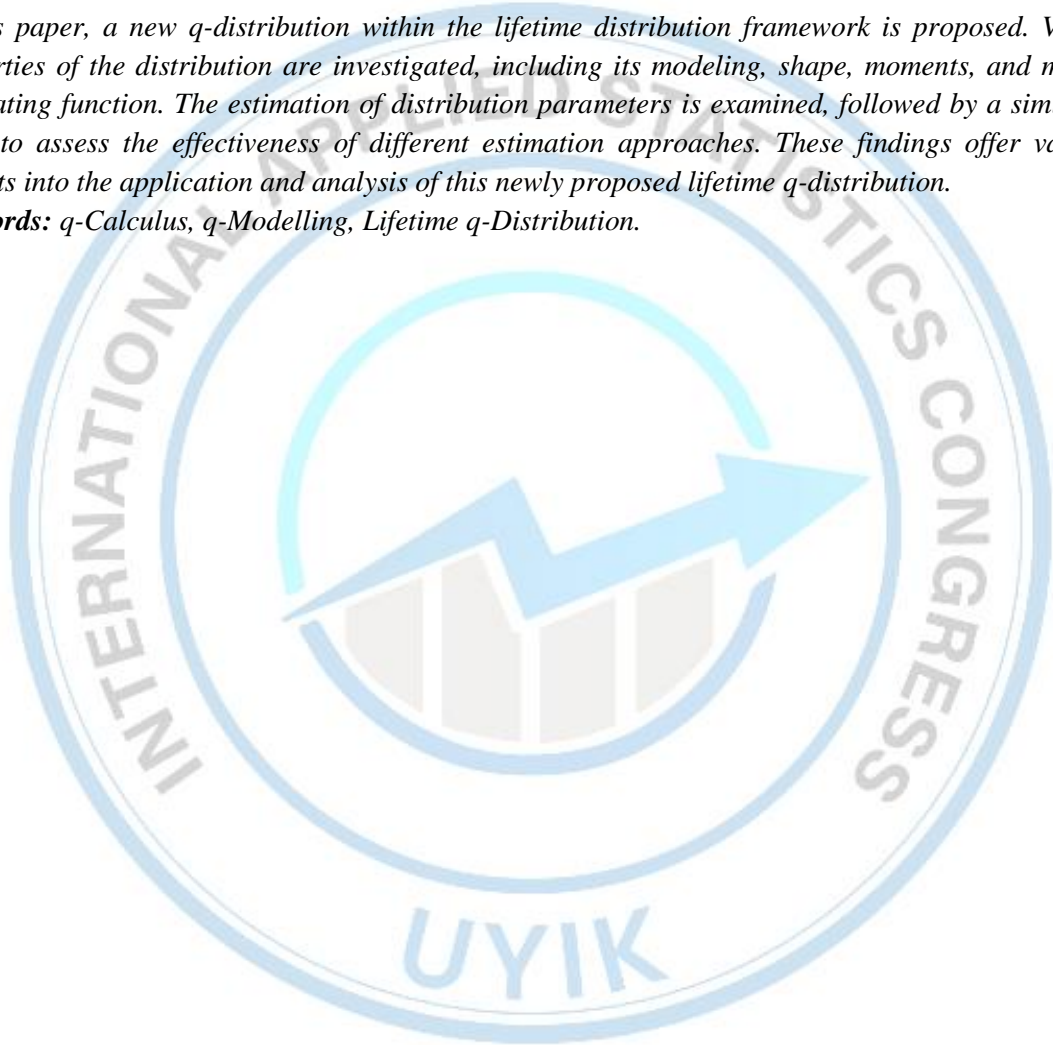 s paper, a new q-distribution within the lifetime distribution framework is proposed. V
rties of the distribution are investigated, including its modeling, shape, moments, and m
ating function. The estimation of distribution parameters is examined, followed by a sim
to assess the effectiveness of different estimation approaches. These findings offer va
ts into the application and analysis of this newly proposed lifetime q-distribution.
ords: q-Calculus, q-Modelling, Lifetime q-Distribution.
INTERNATIONAL APPLIED STATISTICS CONGRESS
UYIK